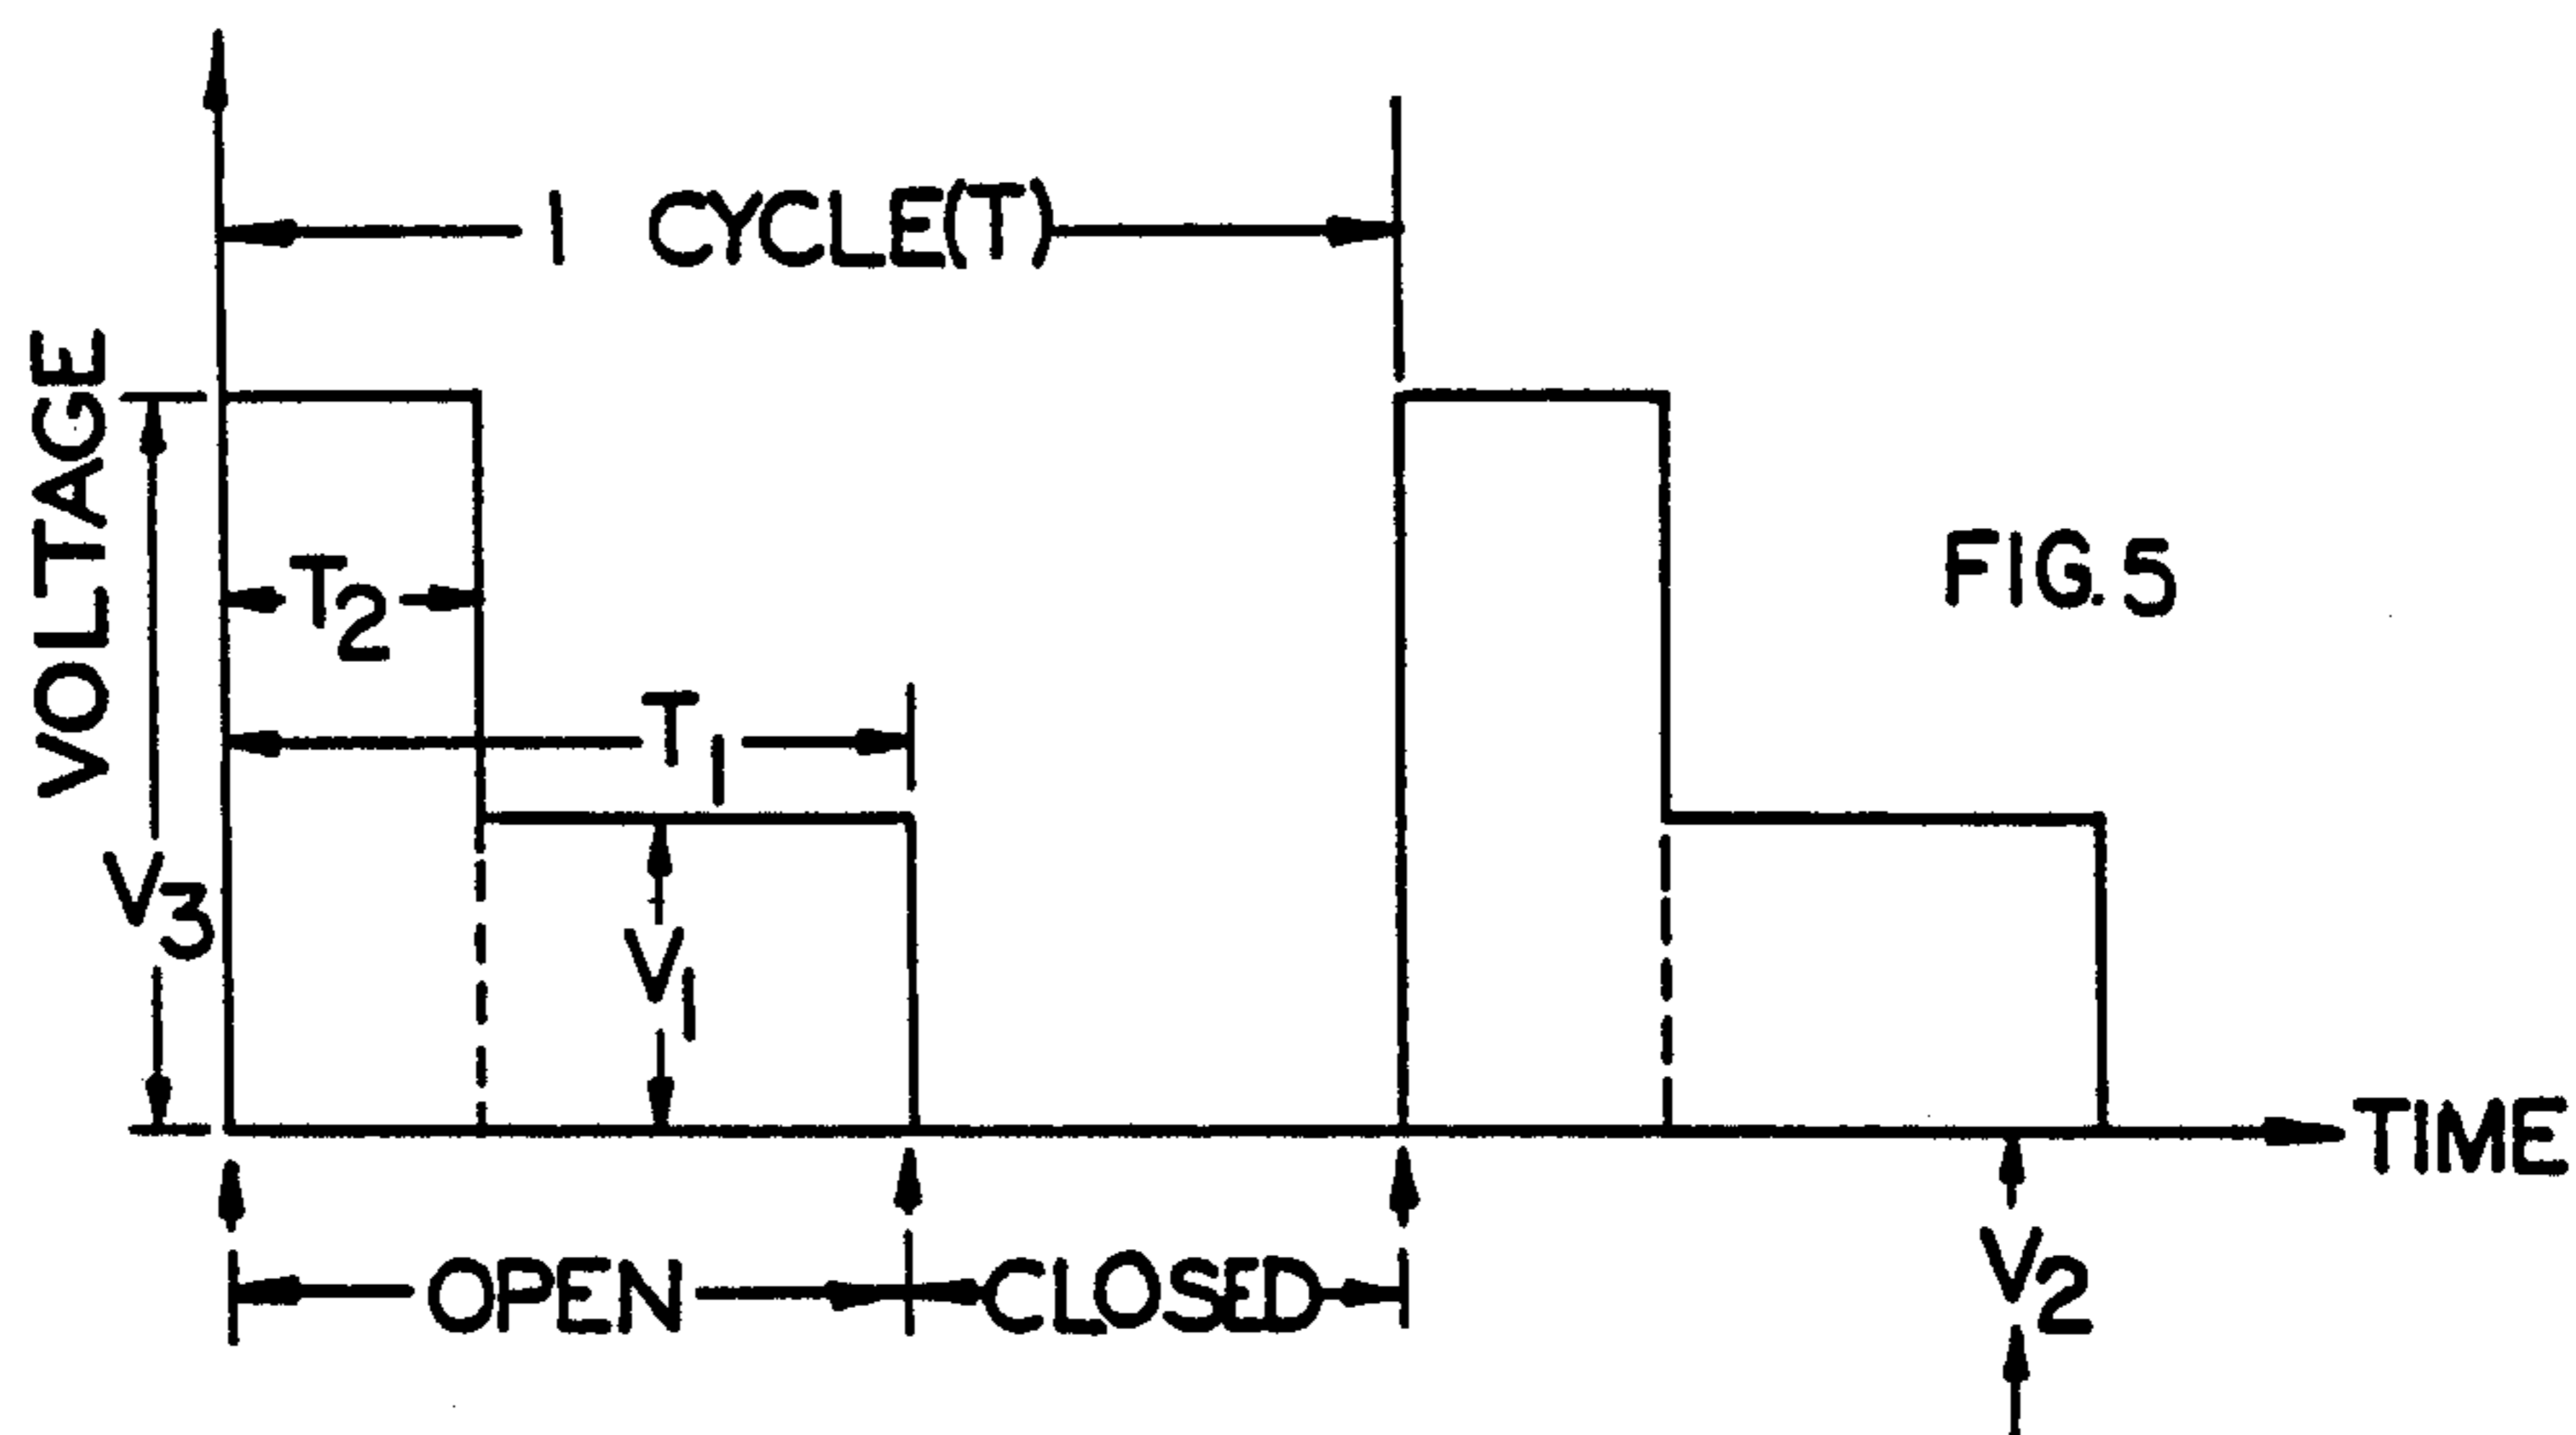 1 CYCLE(T)
VOLTAGE
T2
FIG. 5
T1
V3
V1
TIME
OPEN
CLOSED
V2